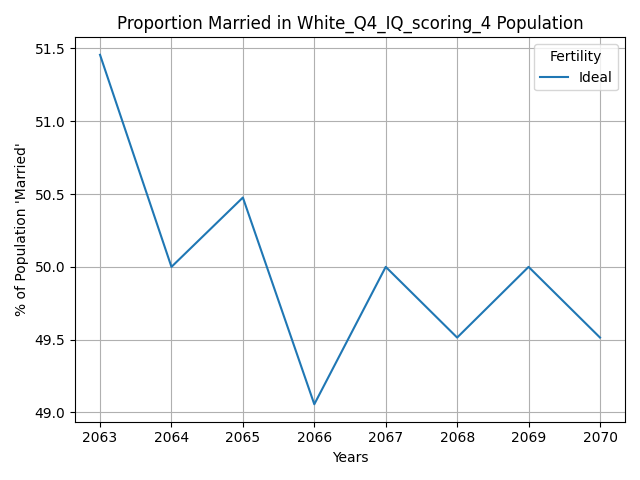 Proportion Married in White_Q4_IQ_scoring_4 Population
Fertility
Ideal
% of Population 'Married'
51.5
51.0
50.5
50.0
49.5
49.0
2063 2064 2065 2066 2067 2068 2069 2070
Years